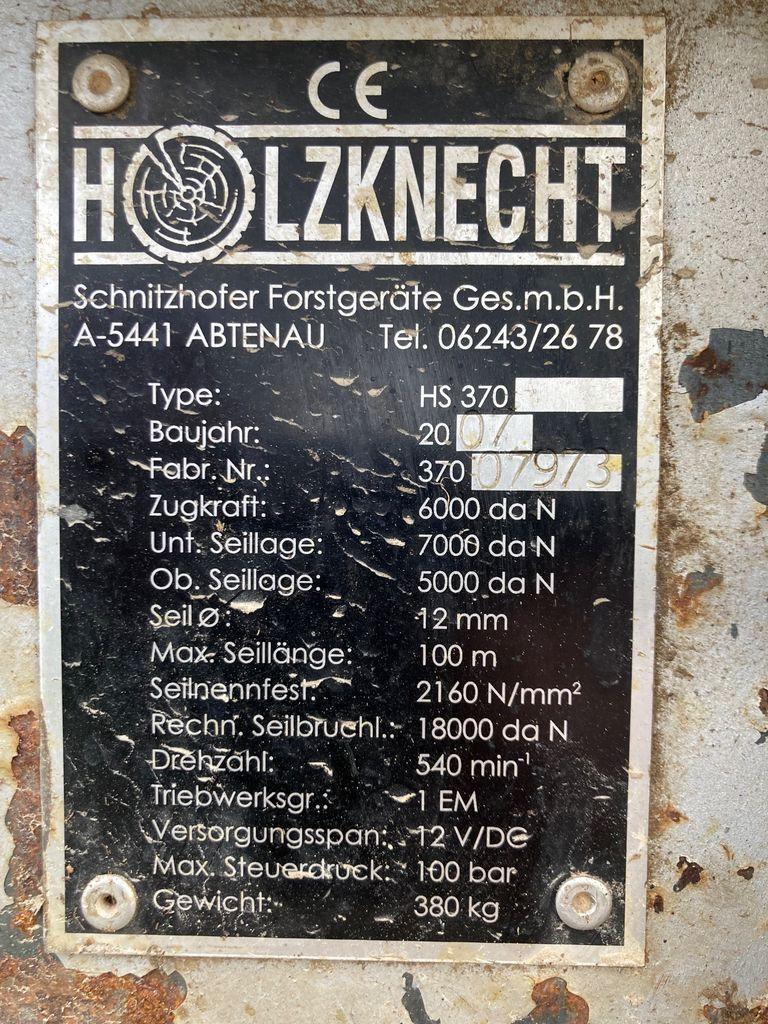 CE
HOLZKNECHT
Schnitzhofer Forstgeräte Ges.m.b.H.
A-5441 ABTENAU Tel. 06243/26 78
Type: HS 370
Baujahr: 20 07
Fabr. Nr.: 370 07973
Zugkraft: 6000 da N
Unt. Seillage: 7000 da N
Ob. Seillage: 5000 da N
Seil Ø: 12 mm
Max. Seillänge: 100 m
Seilnennfest.: 2160 N/mm²
Rechn. Seilbruchl.: 18000 da N
Drehzahl: 540 min⁻¹
Triebwerksgr.: 1 EM
Versorgungsspan.: 12 V/DC
Max. Steuerdruck: 100 bar
Gewicht: 380 kg